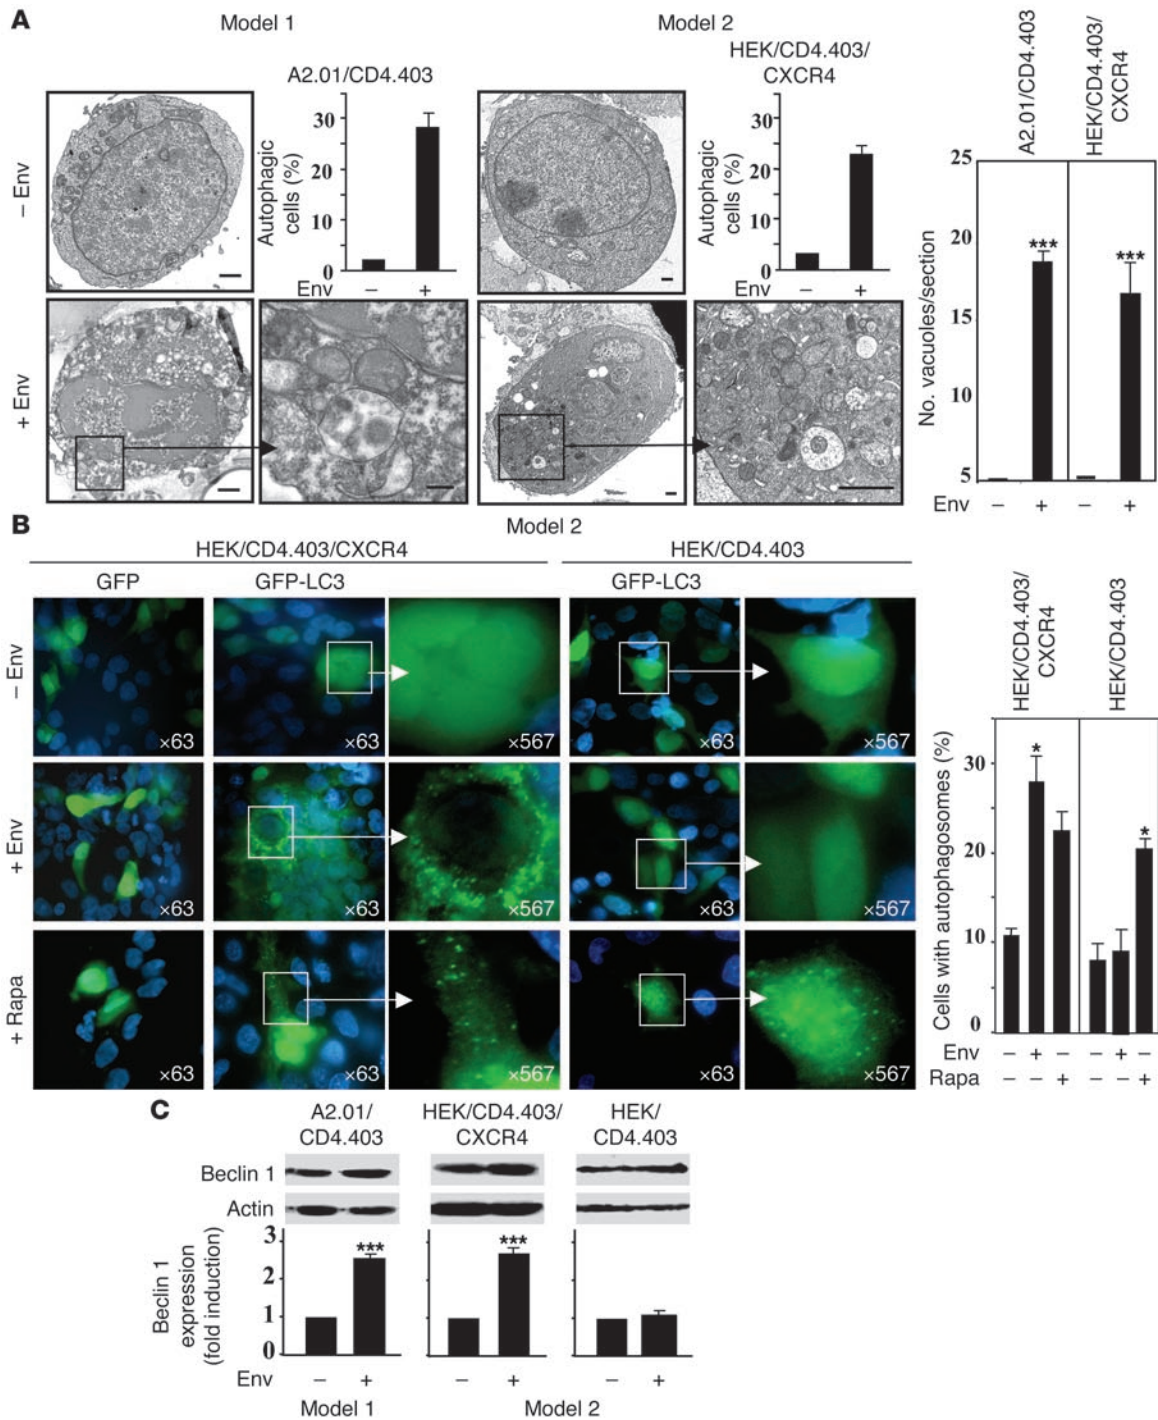 A
Model 1
Model 2
A2.01/CD4.403
HEK/CD4.403/
CXCR4
− Env
Autophagic
cells (%)
30
20
10
0
Env − +
Autophagic
cells (%)
30
20
10
0
Env − +
+ Env
A2.01/CD4.403
HEK/CD4.403/
CXCR4
No. vacuoles/section
25
20
15
10
5
***
***
Env − + − +
B
Model 2
HEK/CD4.403/CXCR4
HEK/CD4.403
GFP
GFP-LC3
GFP-LC3
− Env
×63
×63
×567
×63
×567
+ Env
×63
×63
×567
×63
×567
+ Rapa
×63
×63
×567
×63
×567
HEK/CD4.403/
CXCR4
HEK/CD4.403
Cells with autophagosomes (%)
30
20
10
0
*
*
Env − + − − + −
Rapa − − + − − +
C
A2.01/
CD4.403
HEK/CD4.403/
CXCR4
HEK/
CD4.403
Beclin 1
Actin
Beclin 1
expression
(fold induction)
3
2
1
0
***
***
Env − + − + − +
Model 1
Model 2